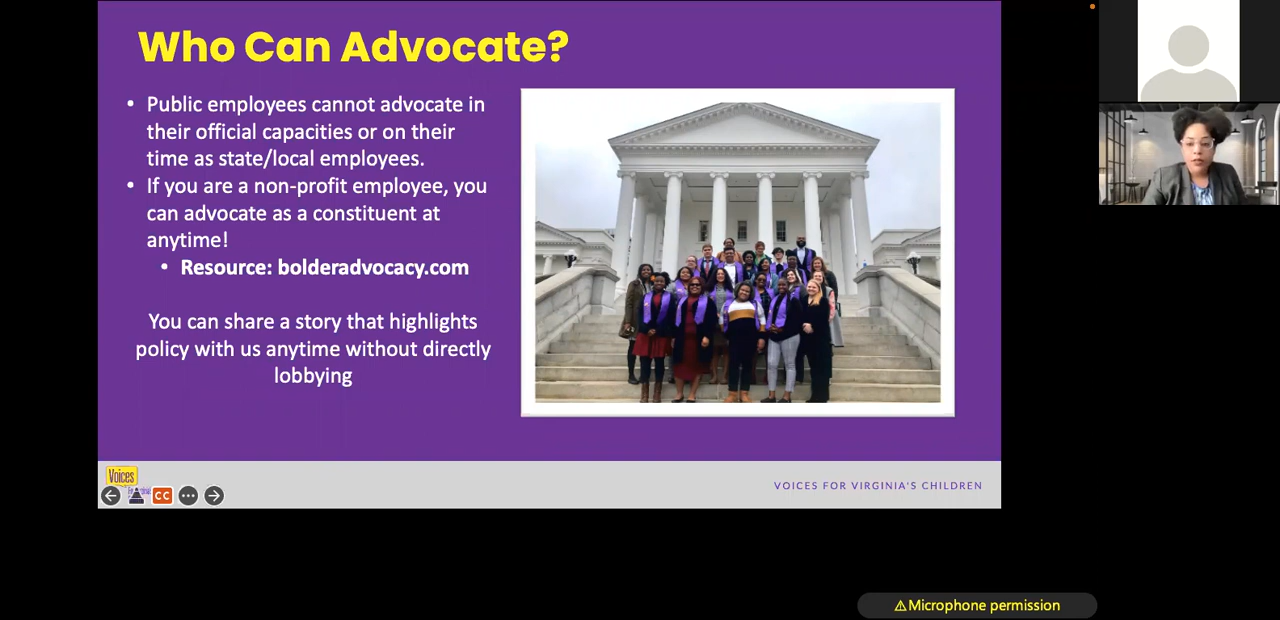 Who Can Advocate?
• Public employees cannot advocate in
their official capacities or on their
time as state/local employees.
• If you are a non-profit employee, you
can advocate as a constituent at
anytime!
• Resource: bolderadvocacy.com
You can share a story that highlights
policy with us anytime without directly
lobbying
Voices
CC
VOICES FOR VIRGINIA'S CHILDREN
Microphone permission